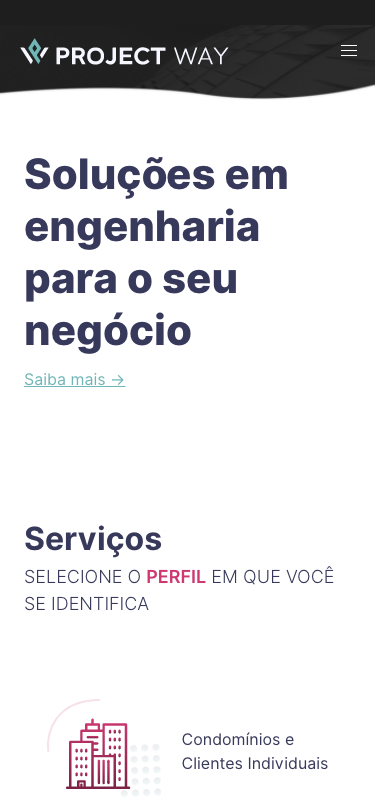 PROJECT WAY
Soluções em
engenharia
para o seu
negócio
Saiba mais →
Serviços
SELECIONE O PERFIL EM QUE VOCÊ
SE IDENTIFICA
Condomínios e
Clientes Individuais